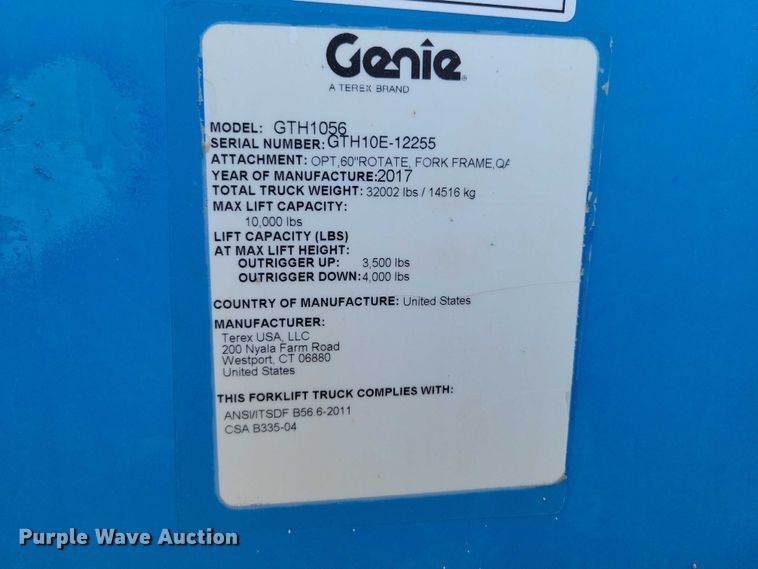 Genie
A TEREX BRAND
MODEL: GTH1056
SERIAL NUMBER: GTH10E-12255
ATTACHMENT: OPT,60"ROTATE, FORK FRAME,QA
YEAR OF MANUFACTURE:2017
TOTAL TRUCK WEIGHT: 32002 lbs / 14516 kg
MAX LIFT CAPACITY:
10,000 lbs
LIFT CAPACITY (LBS)
AT MAX LIFT HEIGHT:
OUTRIGGER UP: 3,500 lbs
OUTRIGGER DOWN: 4,000 lbs
COUNTRY OF MANUFACTURE: United States
MANUFACTURER:
Terex USA, LLC
200 Nyala Farm Road
Westport, CT 06880
United States
THIS FORKLIFT TRUCK COMPLIES WITH:
ANSI/ITSDF B56.6-2011
CSA B335-04
Purple Wave Auction